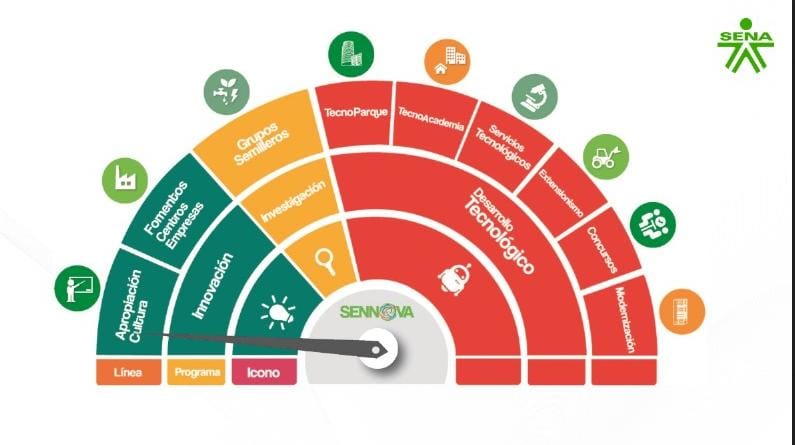 SENA
TecnoParque
TecnoAcademia
Servicios
Tecnológicos
Extensionismo
Concursos
Modernización
Grupos
Semilleros
Fomentos
Centros
Empresas
Apropiación
Cultura
Investigación
Innovación
Desarrollo
Tecnológico
SENNOVA
Línea
Programa
Icono